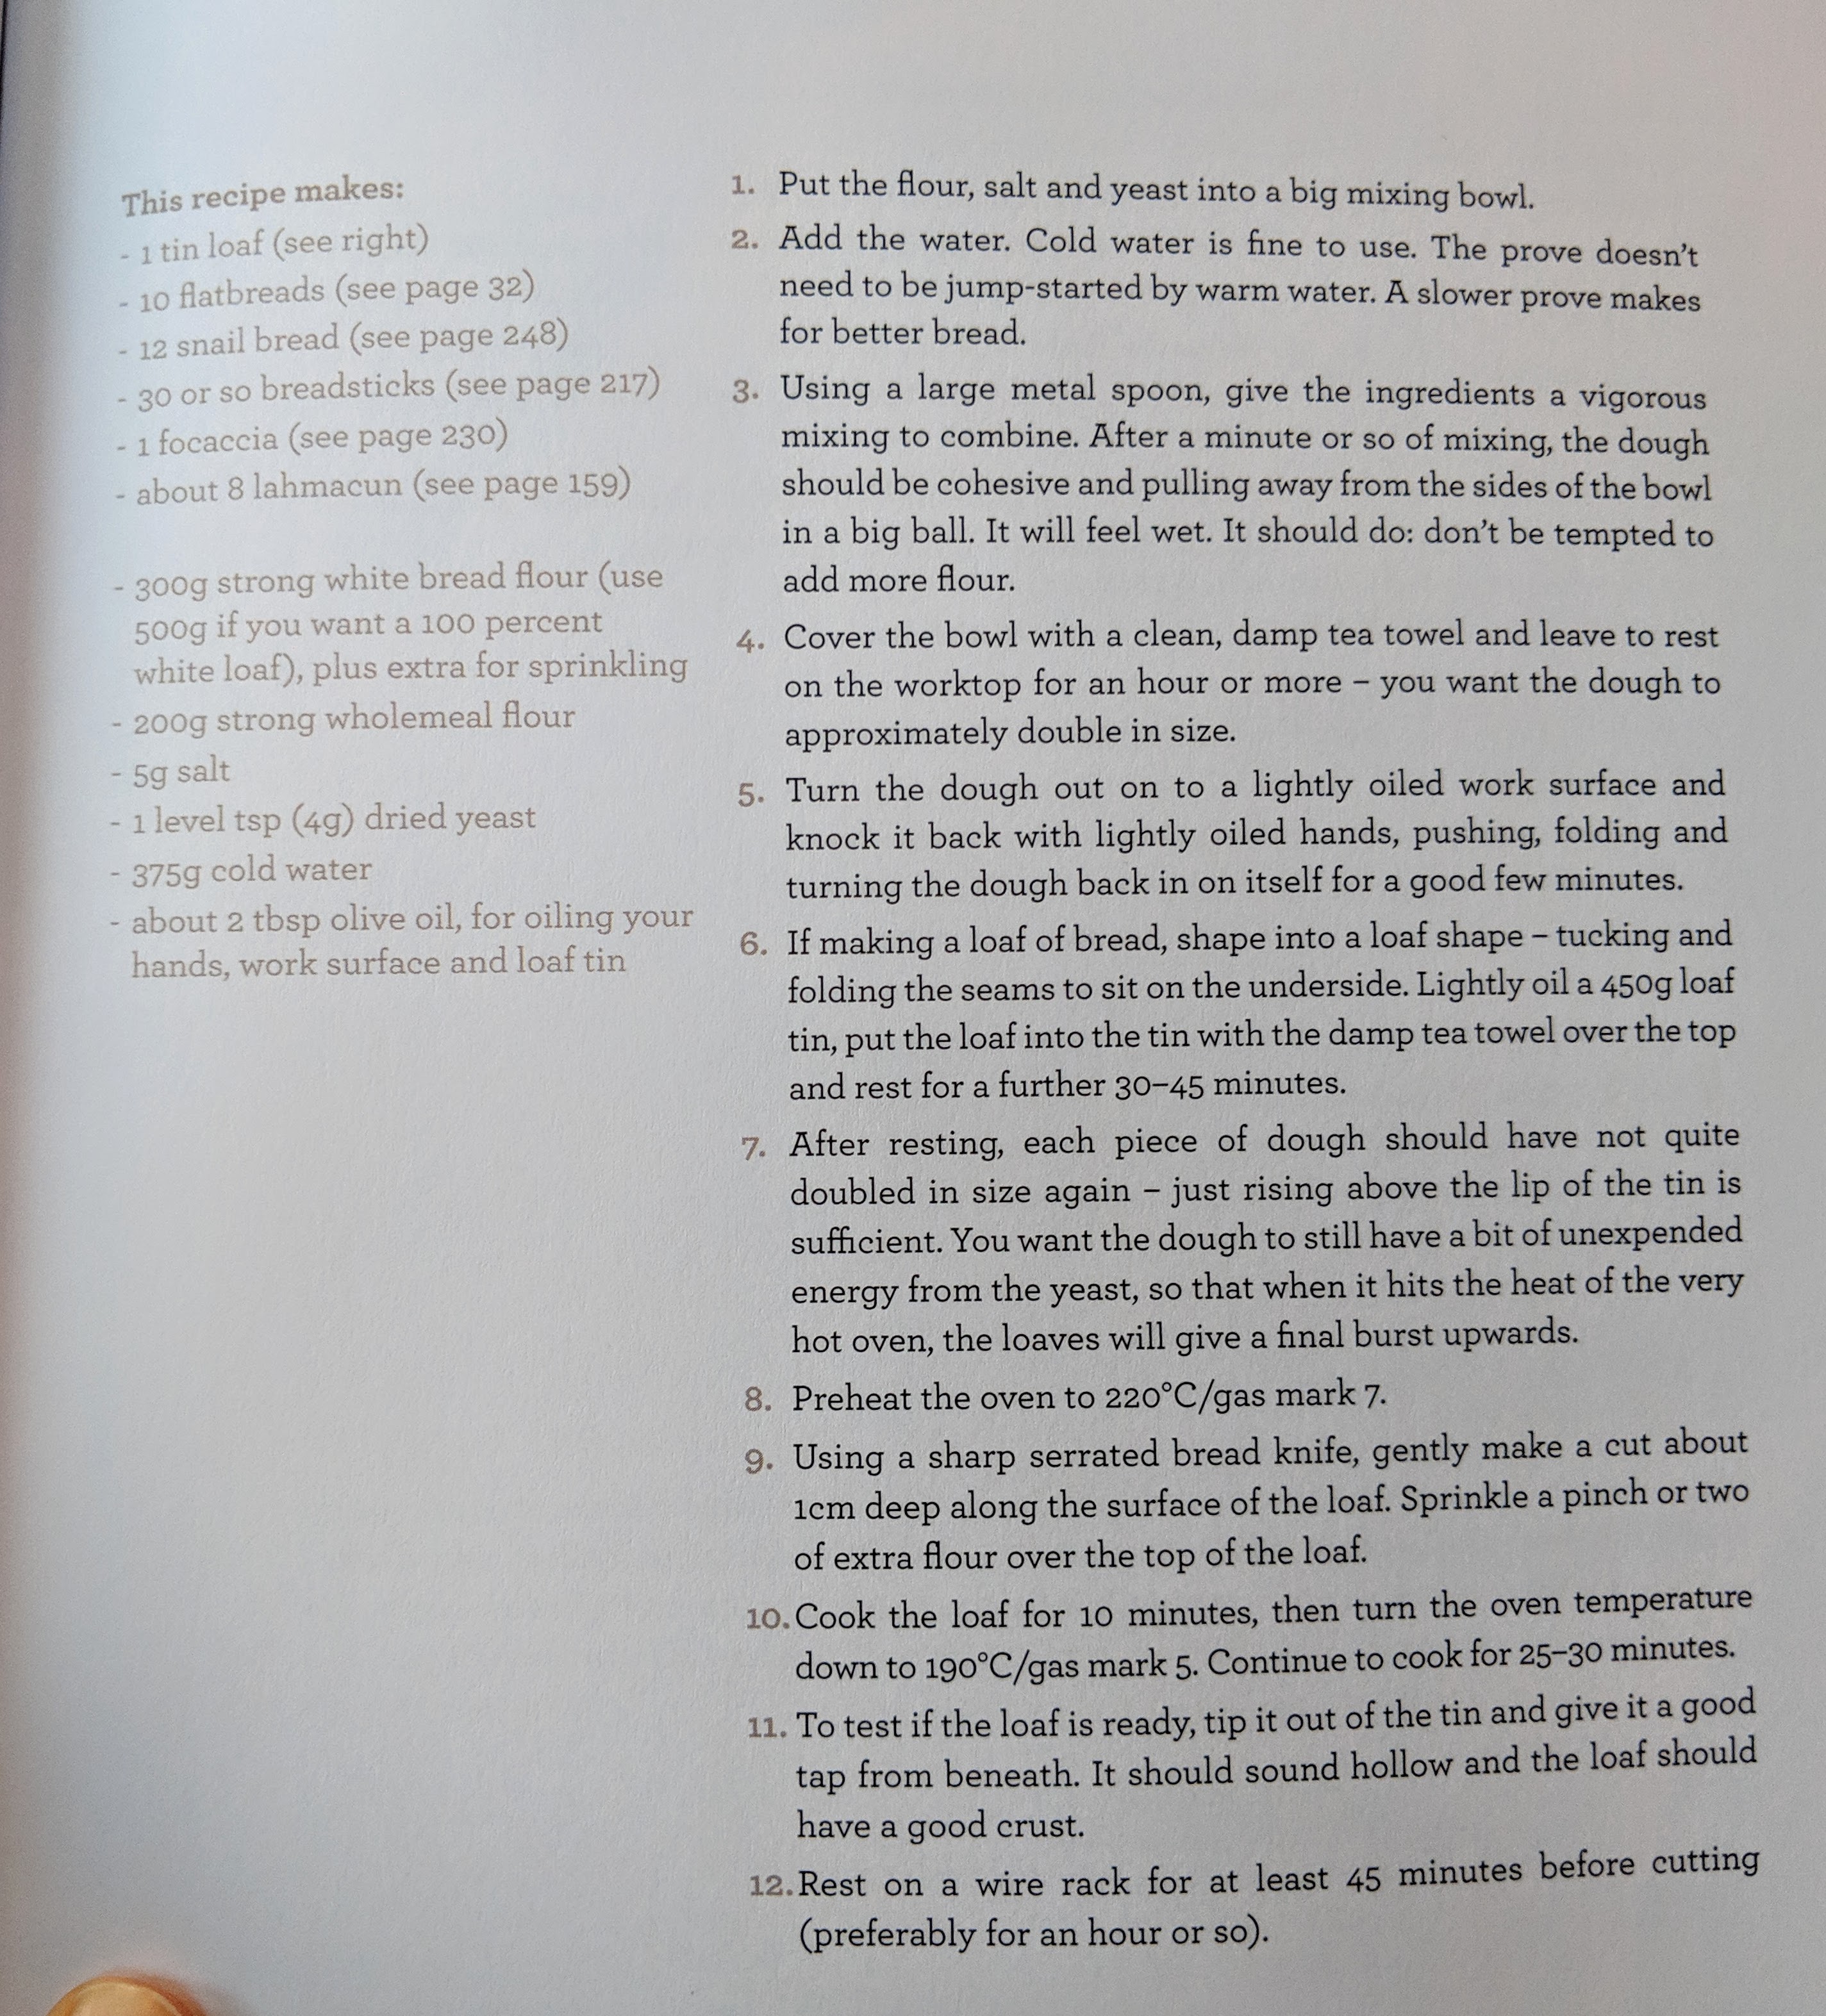 This recipe makes:
- 1 tin loaf (see right)
- 10 flatbreads (see page 32)
- 12 snail bread (see page 248)
- 30 or so breadsticks (see page 217)
- 1 focaccia (see page 230)
- about 8 lahmacun (see page 159)
- 300g strong white bread flour (use
500g if you want a 100 percent
white loaf), plus extra for sprinkling
- 200g strong wholemeal flour
- 5g salt
- 1 level tsp (4g) dried yeast
- 375g cold water
- about 2 tbsp olive oil, for oiling your
hands, work surface and loaf tin
1. Put the flour, salt and yeast into a big mixing bowl.
2. Add the water. Cold water is fine to use. The prove doesn't
need to be jump-started by warm water. A slower prove makes
for better bread.
3. Using a large metal spoon, give the ingredients a vigorous
mixing to combine. After a minute or so of mixing, the dough
should be cohesive and pulling away from the sides of the bowl
in a big ball. It will feel wet. It should do: don't be tempted to
add more flour.
4. Cover the bowl with a clean, damp tea towel and leave to rest
on the worktop for an hour or more – you want the dough to
approximately double in size.
5. Turn the dough out on to a lightly oiled work surface and
knock it back with lightly oiled hands, pushing, folding and
turning the dough back in on itself for a good few minutes.
6. If making a loaf of bread, shape into a loaf shape – tucking and
folding the seams to sit on the underside. Lightly oil a 450g loaf
tin, put the loaf into the tin with the damp tea towel over the top
and rest for a further 30–45 minutes.
7. After resting, each piece of dough should have not quite
doubled in size again – just rising above the lip of the tin is
sufficient. You want the dough to still have a bit of unexpended
energy from the yeast, so that when it hits the heat of the very
hot oven, the loaves will give a final burst upwards.
8. Preheat the oven to 220°C/gas mark 7.
9. Using a sharp serrated bread knife, gently make a cut about
1cm deep along the surface of the loaf. Sprinkle a pinch or two
of extra flour over the top of the loaf.
10. Cook the loaf for 10 minutes, then turn the oven temperature
down to 190°C/gas mark 5. Continue to cook for 25–30 minutes.
11. To test if the loaf is ready, tip it out of the tin and give it a good
tap from beneath. It should sound hollow and the loaf should
have a good crust.
12. Rest on a wire rack for at least 45 minutes before cutting
(preferably for an hour or so).